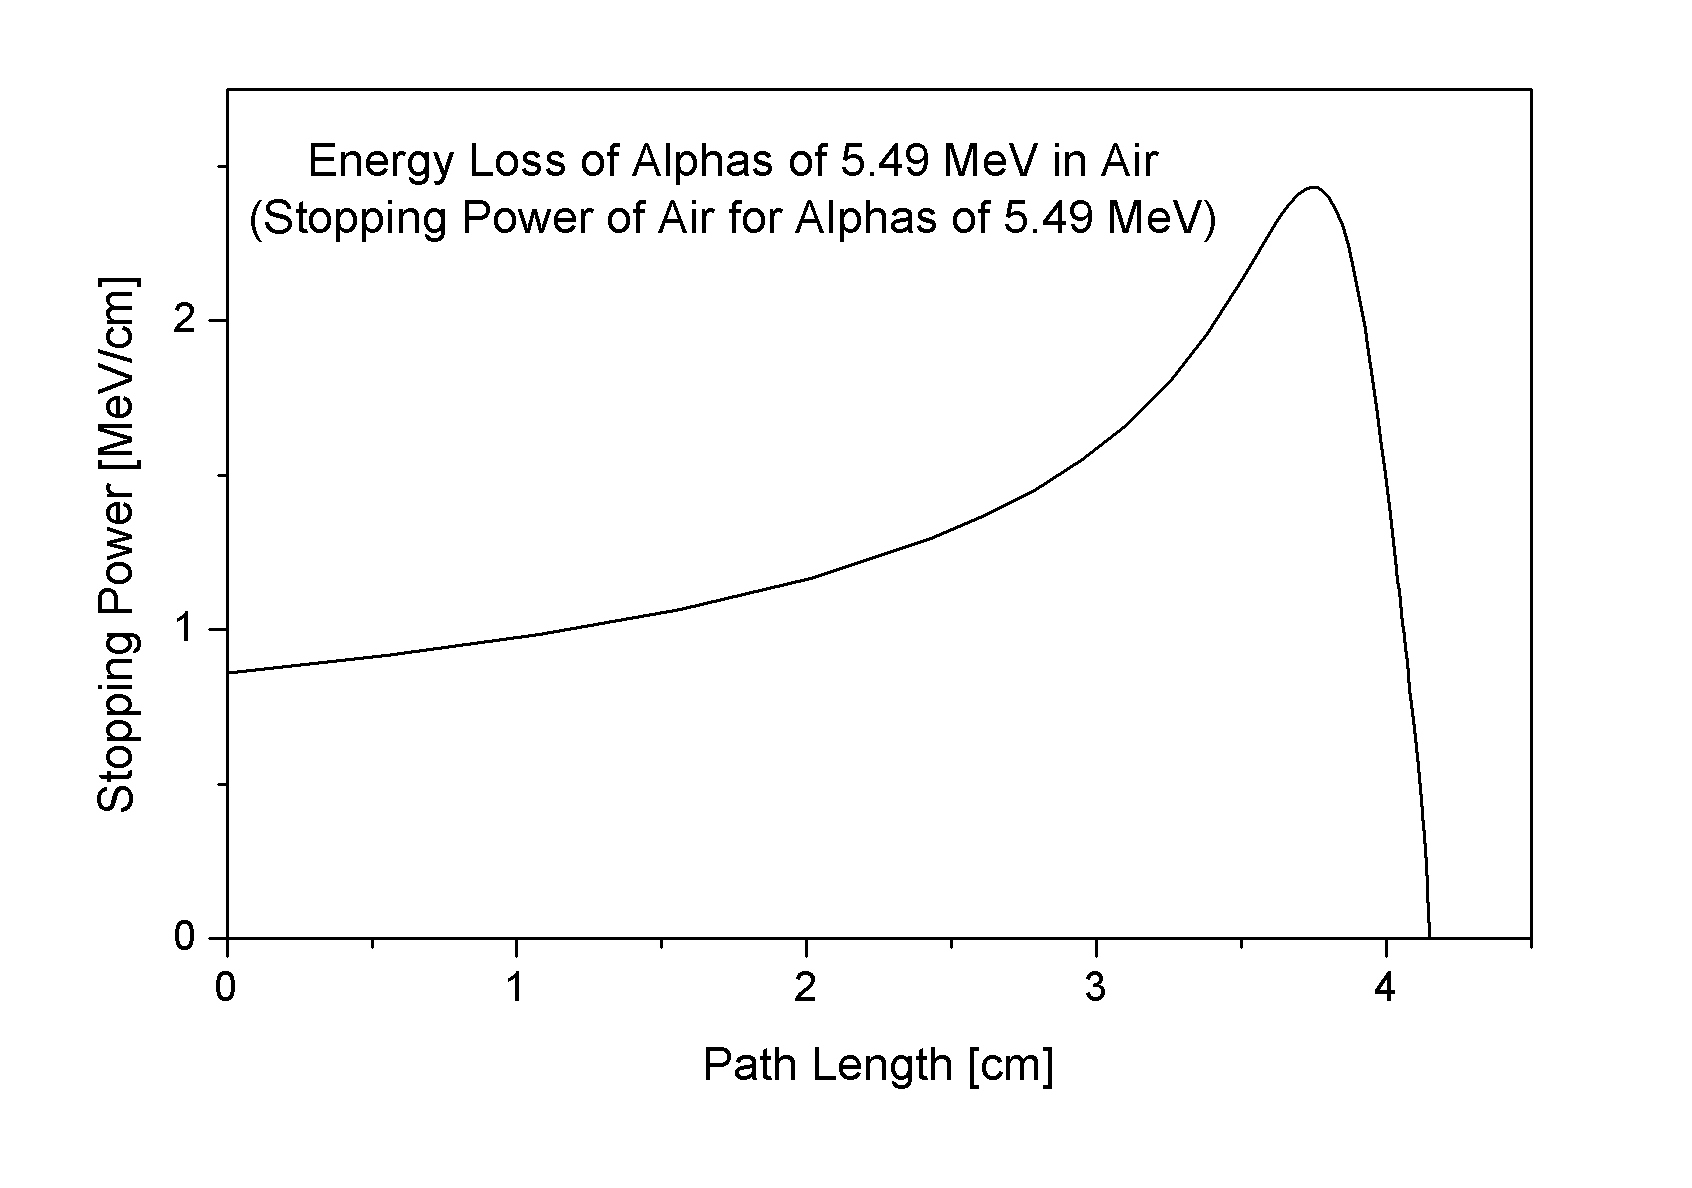 Energy Loss of Alphas of 5.49 MeV in Air
(Stopping Power of Air for Alphas of 5.49 MeV)
Stopping Power [MeV/cm]
2
1
0
0 1 2 3 4
Path Length [cm]